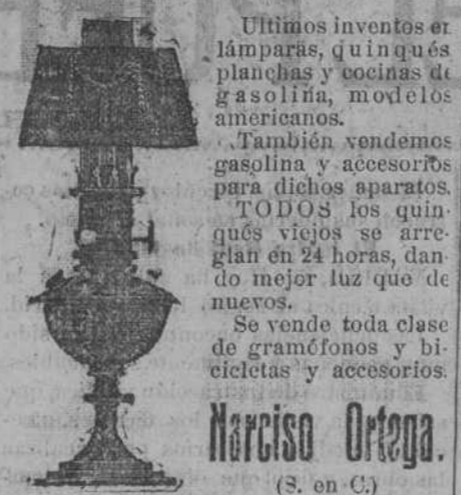 Ultimos inventos en
lámparas, quinqués
planchas y cocinas de
gasolina, modelos
americanos.
También vendemos
gasolina y accesorios
para dichos aparatos.
TODOS los quin-
qués viejos se arre-
glan en 24 horas, dan-
do mejor luz que de
nuevos.
Se vende toda clase
de gramófonos y bi-
cicletas y accesorios.
Narciso Ortega.
(S. en C.)